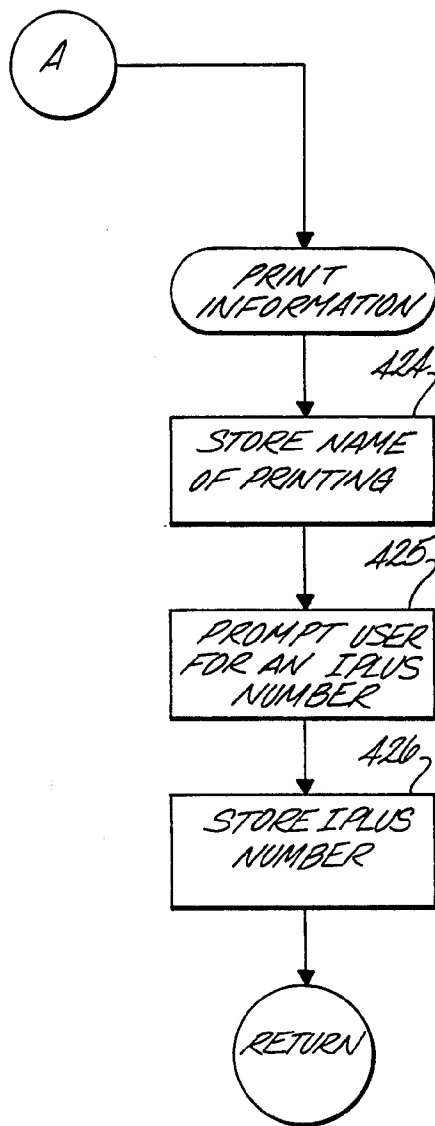 A
PRINT
INFORMATION
424
STORE NAME
OF PRINTING
425
PROMPT USER
FOR AN IPLUS
NUMBER
426
STORE IPLUS
NUMBER
RETURN